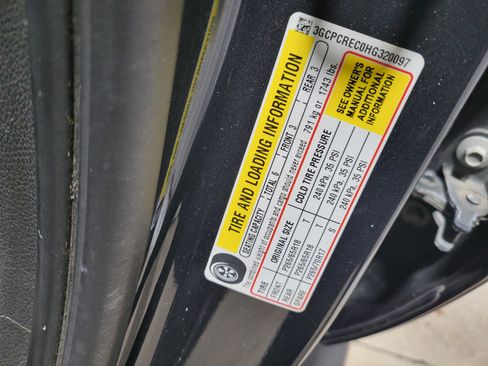 3GCPCREC0HG320097
TIRE AND LOADING INFORMATION
SEATING CAPACITY TOTAL 6 FRONT 3 REAR 3
The combined weight of occupants and cargo should never exceed 791 kg or 1743 lbs.
TIRE ORIGINAL SIZE COLD TIRE PRESSURE
FRONT P265/65R18 T 240 kPa, 35 PSI
REAR P265/65R18 T 240 kPa, 35 PSI
SPARE P265/70R17 S 240 kPa, 35 PSI
SEE OWNER'S
MANUAL FOR
ADDITIONAL
INFORMATION